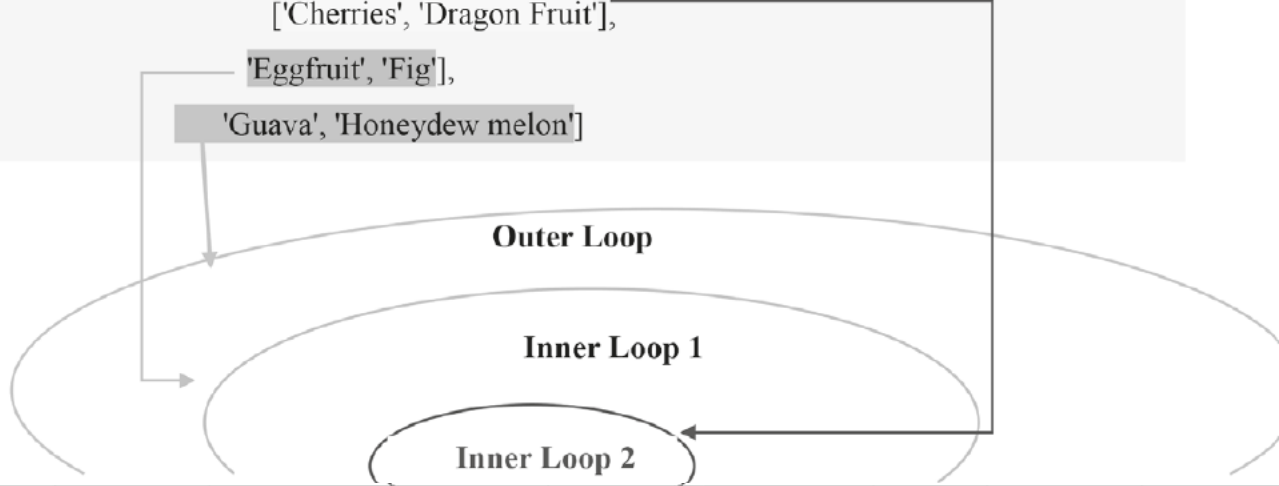 ['Cherries', 'Dragon Fruit'],
'Eggfruit', 'Fig'],
'Guava', 'Honeydew melon']
Outer Loop
Inner Loop 1
Inner Loop 2